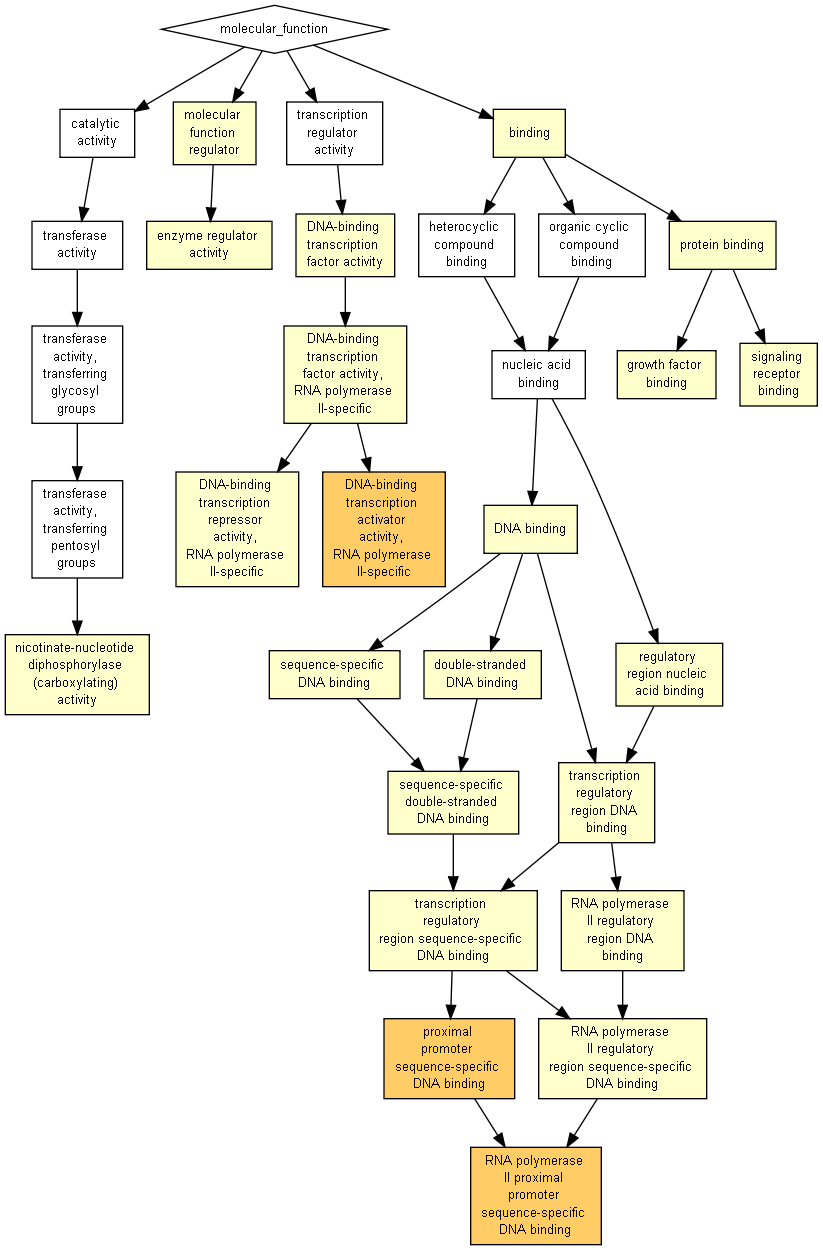 molecular_function
catalytic
activity
molecular
function
regulator
transcription
regulator
activity
binding
transferase
activity
enzyme regulator
activity
DNA-binding
transcription
factor activity
heterocyclic
compound
binding
organic cyclic
compound
binding
protein binding
transferase
activity,
transferring
glycosyl
groups
DNA-binding
transcription
factor activity,
RNA polymerase
II-specific
nucleic acid
binding
growth factor
binding
signaling
receptor
binding
transferase
activity,
transferring
pentosyl
groups
DNA-binding
transcription
repressor
activity,
RNA polymerase
II-specific
DNA-binding
transcription
activator
activity,
RNA polymerase
II-specific
DNA binding
nicotinate-nucleotide
diphosphorylase
(carboxylating)
activity
sequence-specific
DNA binding
double-stranded
DNA binding
regulatory
region nucleic
acid binding
sequence-specific
double-stranded
DNA binding
transcription
regulatory
region DNA
binding
transcription
regulatory
region sequence-specific
DNA binding
RNA polymerase
II regulatory
region DNA
binding
proximal
promoter
sequence-specific
DNA binding
RNA polymerase
II regulatory
region sequence-specific
DNA binding
RNA polymerase
II proximal
promoter
sequence-specific
DNA binding